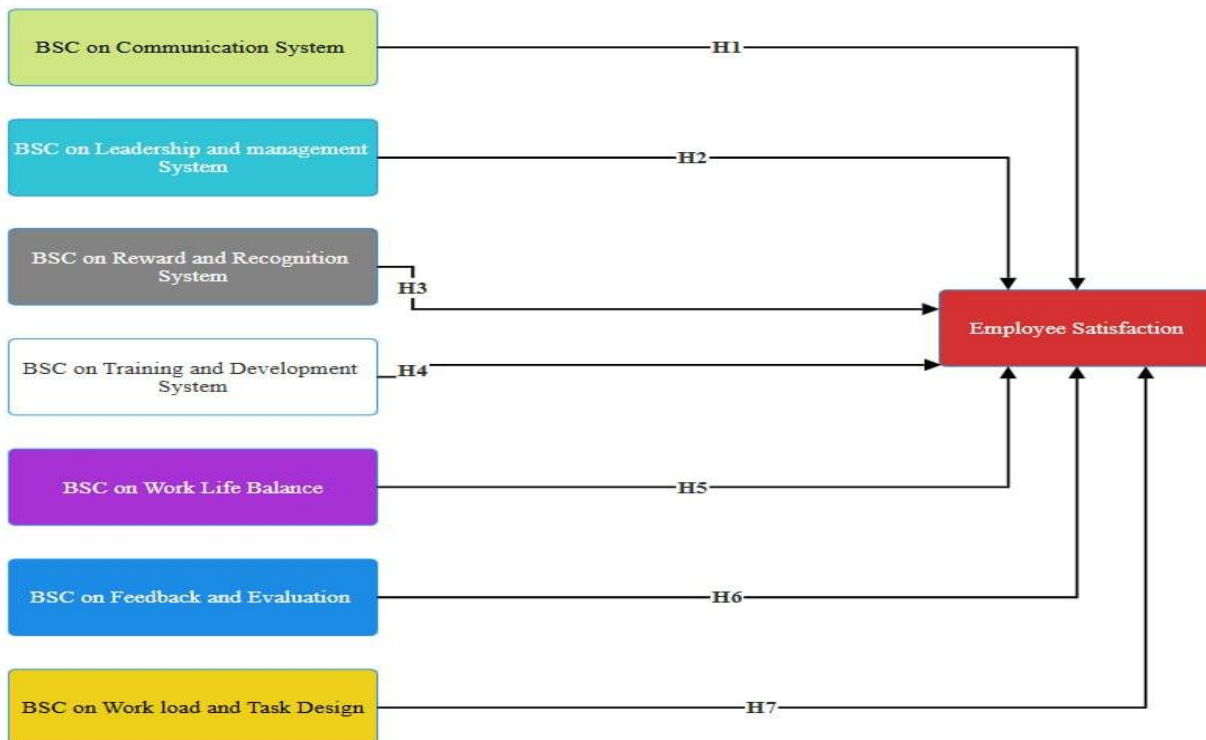 BSC on Communication System
H1
BSC on Leadership and management
System
H2
BSC on Reward and Recognition
System
H3
Employee Satisfaction
BSC on Training and Development
System
H4
BSC on Work Life Balance
H5
BSC on Feedback and Evaluation
H6
BSC on Work load and Task Design
H7